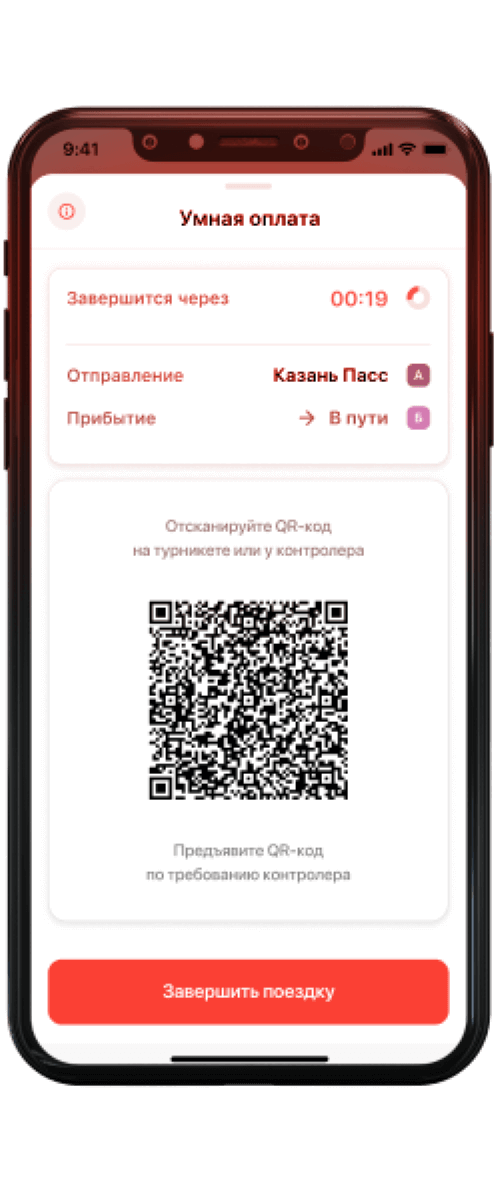 9:41
Умная оплата
Завершится через 00:19
Отправление Казань Пасс А
Прибытие → В пути Б
Отсканируйте QR-код
на турникете или у контролера
Предъявите QR-код
по требованию контролера
Завершить поездку